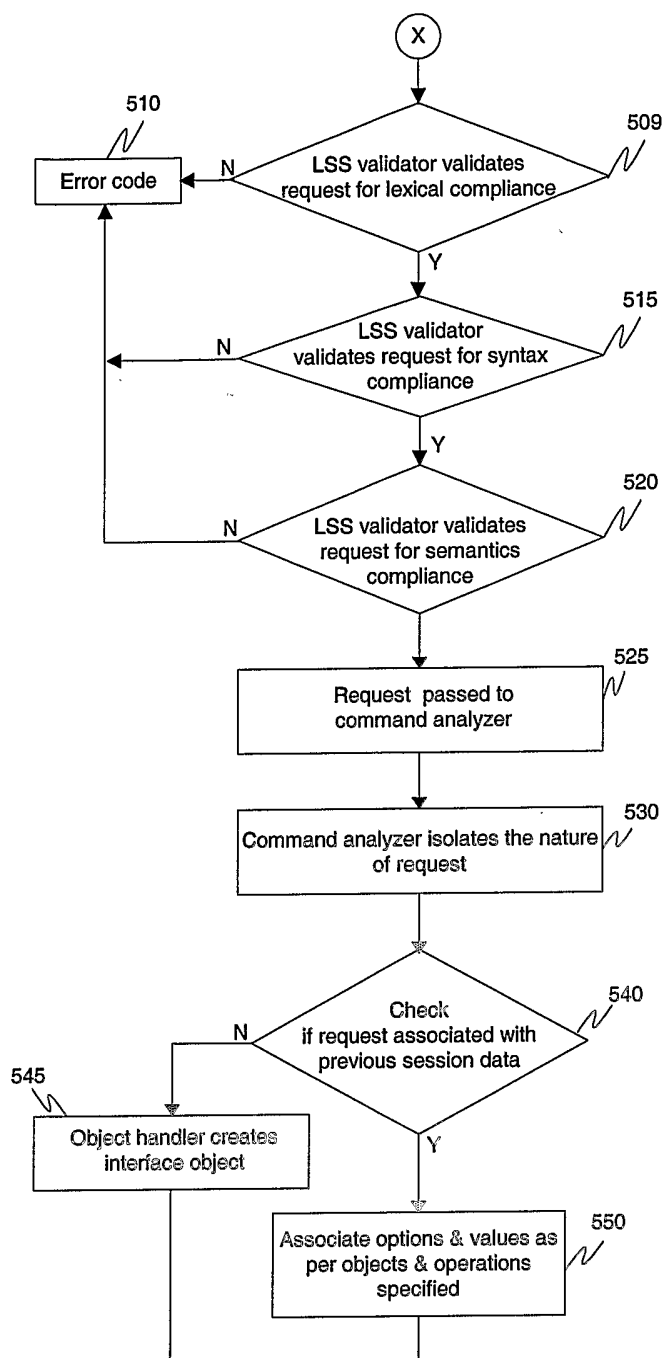 X
510
509
N
LSS validator validates
request for lexical compliance
Error code
Y
515
N
LSS validator
validates request for syntax
compliance
Y
520
N
LSS validator validates
request for semantics
compliance
525
Request passed to
command analyzer
530
Command analyzer isolates the nature
of request
540
N
Check
if request associated with
previous session data
545
Object handler creates
interface object
Y
550
Associate options & values as
per objects & operations
specified